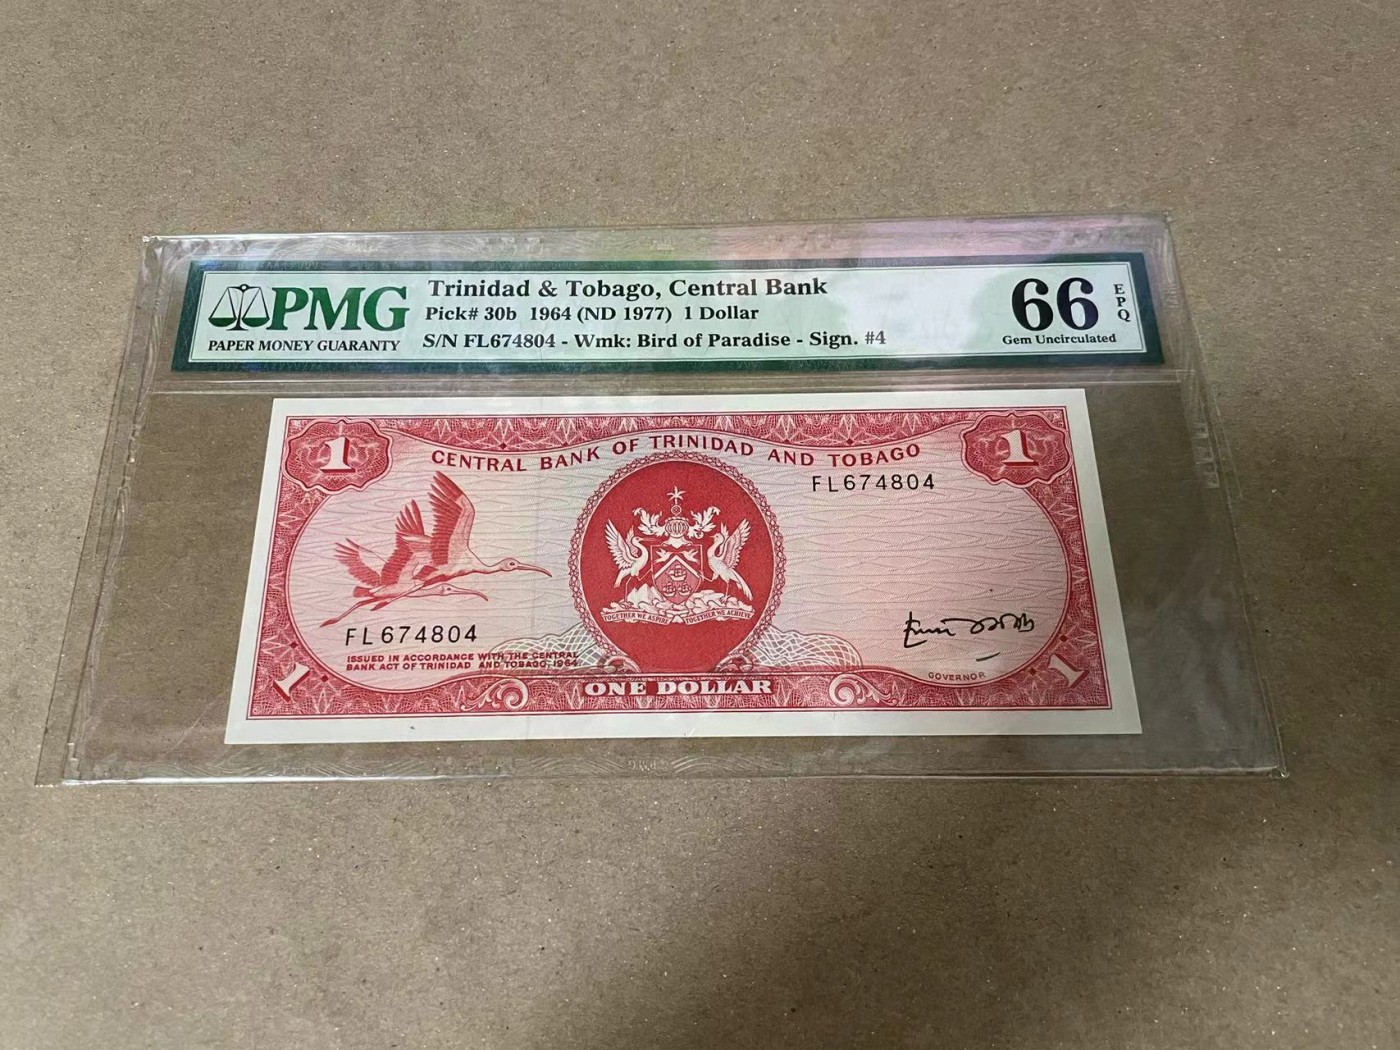 PMG
PAPER MONEY GUARANTY
Trinidad & Tobago, Central Bank
Pick# 30b 1964 (ND 1977) 1 Dollar
S/N FL674804 - Wmk: Bird of Paradise - Sign. #4
66
EPQ
Gem Uncirculated
1
CENTRAL BANK OF TRINIDAD AND TOBAGO
1
FL674804
TOGETHER WE ASPIRE TOGETHER WE ACHIEVE
FL674804
ISSUED IN ACCORDANCE WITH THE CENTRAL
BANK ACT OF TRINIDAD AND TOBAGO, 1964
GOVERNOR
1
ONE DOLLAR
1